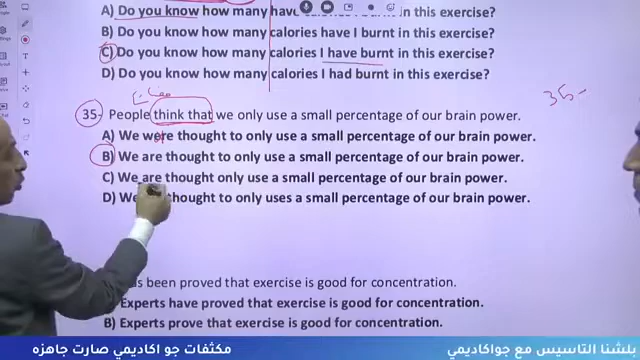 A) Do you know how many have calories I burnt in this exercise?
B) Do you know how many calories have I burnt in this exercise?
C) Do you know how many calories I have burnt in this exercise?
D) Do you know how many calories I had burnt in this exercise?
35-
35- People think that we only use a small percentage of our brain power.
A) We were thought to only use a small percentage of our brain power.
B) We are thought to only use a small percentage of our brain power.
C) We are thought only use a small percentage of our brain power.
D) We thought to only uses a small percentage of our brain power.
been proved that exercise is good for concentration.
Experts have proved that exercise is good for concentration.
B) Experts prove that exercise is good for concentration.
بلشنا التاسيس مع جواكاديمي
مكثفات جو اكاديمي صارت جاهزه